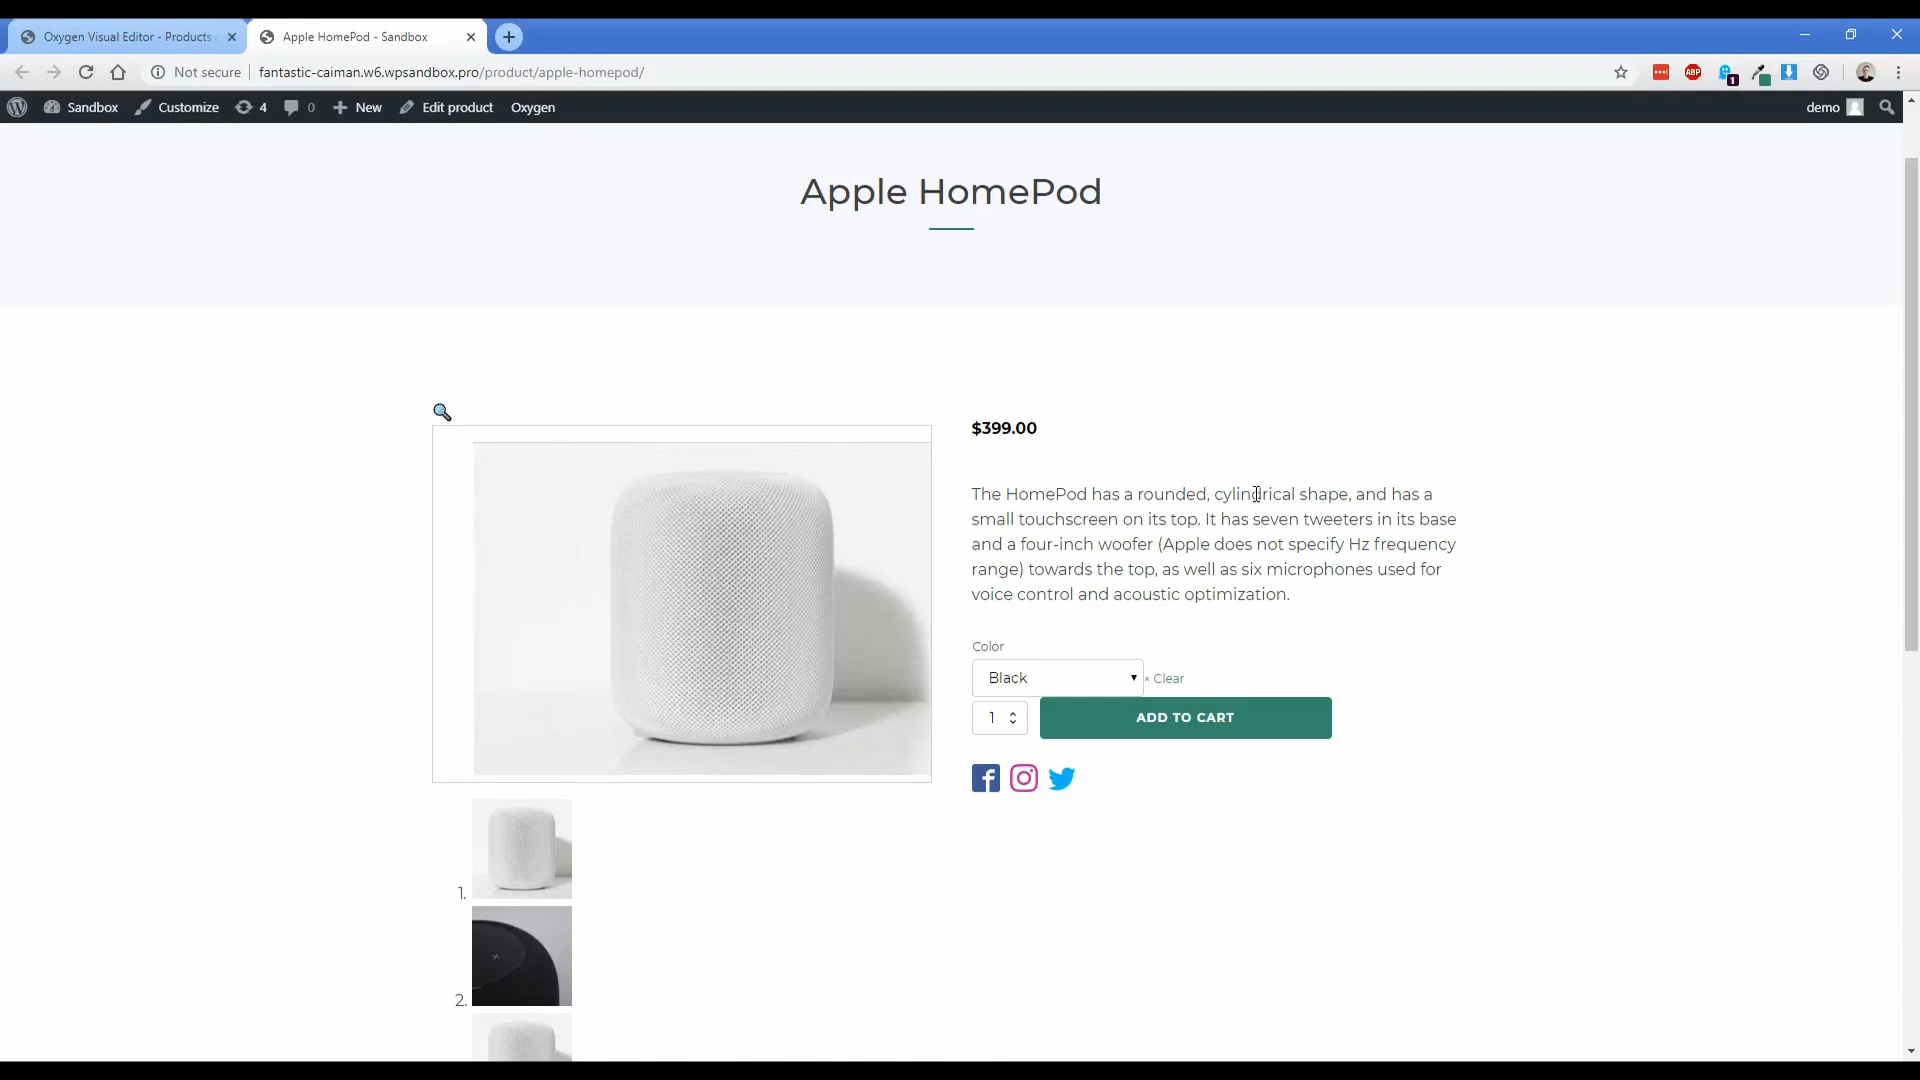 Oxygen Visual Editor - Products
Apple HomePod - Sandbox
Not secure
fantastic-caiman.w6.wpsandbox.pro/product/apple-homepod/
ABP
1
Sandbox
Customize
4
0
New
Edit product
Oxygen
demo
Apple HomePod
$399.00
The HomePod has a rounded, cylindrical shape, and has a
small touchscreen on its top. It has seven tweeters in its base
and a four-inch woofer (Apple does not specify Hz frequency
range) towards the top, as well as six microphones used for
voice control and acoustic optimization.
Color
Black
× Clear
1
ADD TO CART
1.
2.